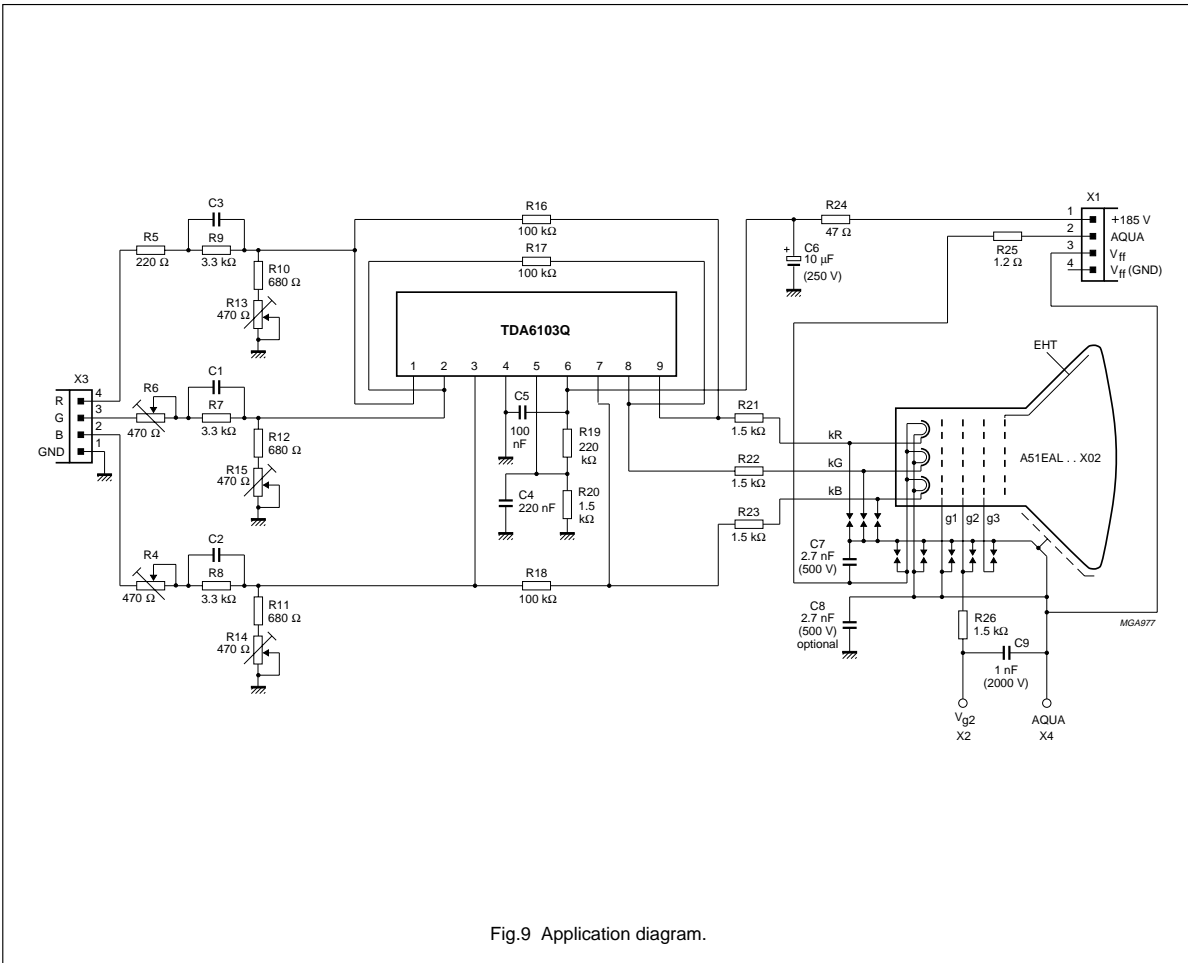 C3
R5
220 Ω
R9
3.3 kΩ
R10
680 Ω
R13
470 Ω
R16
100 kΩ
R17
100 kΩ
TDA6103Q
1
2
3
4
5
6
7
8
9
R24
47 Ω
+
C6
10 µF
(250 V)
X1
1
+185 V
2
AQUA
3
Vff
4
Vff (GND)
R25
1.2 Ω
X3
R
4
G
3
B
2
GND
1
R6
470 Ω
C1
R7
3.3 kΩ
R12
680 Ω
R15
470 Ω
C5
100
nF
R19
220
kΩ
C4
220 nF
R20
1.5
kΩ
R21
1.5 kΩ
R22
1.5 kΩ
R23
1.5 kΩ
kR
kG
kB
EHT
A51EAL . . X02
g1
g2
g3
R4
470 Ω
C2
R8
3.3 kΩ
R11
680 Ω
R14
470 Ω
R18
100 kΩ
C7
2.7 nF
(500 V)
C8
2.7 nF
(500 V)
optional
R26
1.5 kΩ
C9
1 nF
(2000 V)
MGA977
Vg2
X2
AQUA
X4
Fig.9 Application diagram.